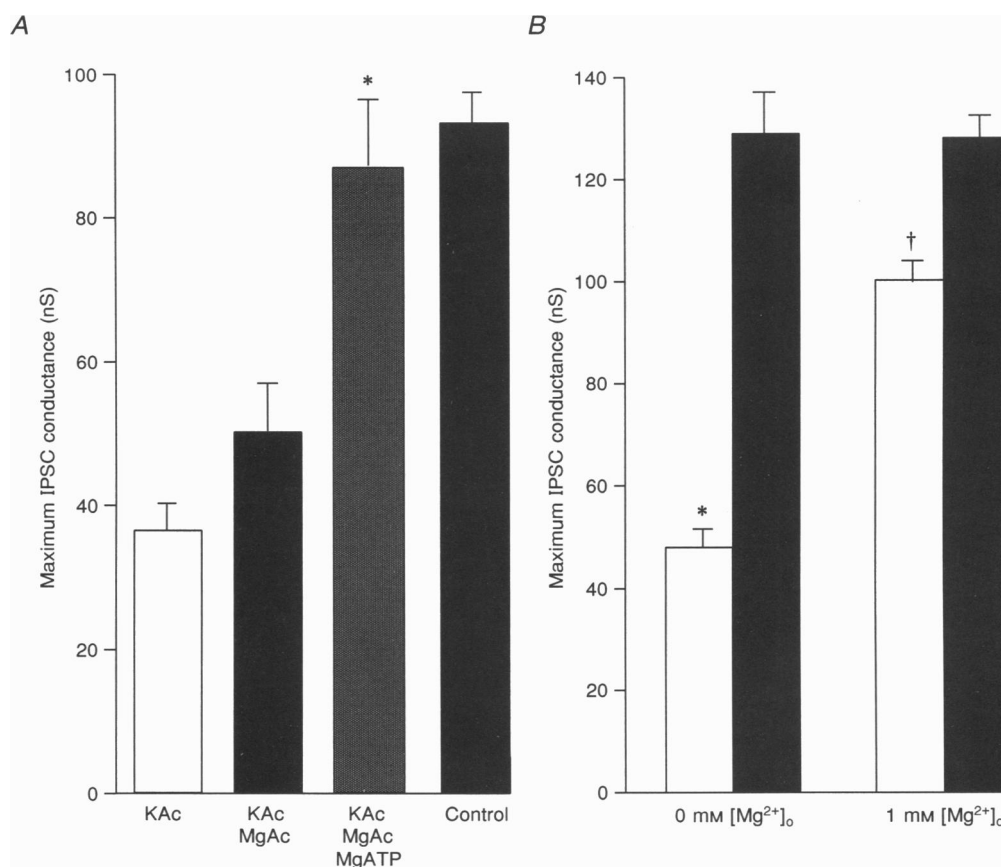 A
B
Maximum IPSC conductance (nS)
100
80
60
40
20
0
*
KAc
KAc
MgAc
KAc
MgAc
MgATP
Control
Maximum IPSC conductance (nS)
140
120
100
80
60
40
20
0
*
†
0 mM [Mg²⁺]ₒ
1 mM [Mg²⁺]ₒ